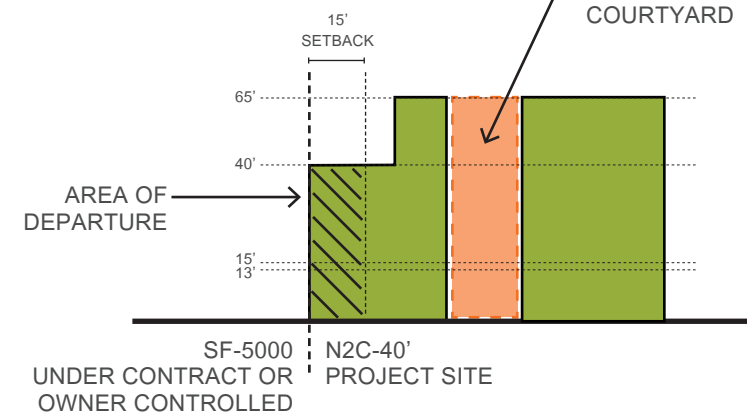 15'
SETBACK
COURTYARD
65'
40'
AREA OF
DEPARTURE
15'
13'
SF-5000
UNDER CONTRACT OR
OWNER CONTROLLED
N2C-40'
PROJECT SITE